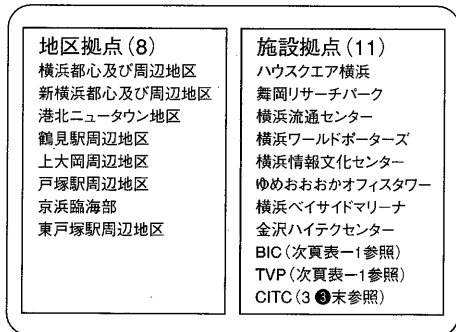 地区拠点(8)
横浜都心及び周辺地区
新横浜都心及び周辺地区
港北ニュータウン地区
鶴見駅周辺地区
上大岡周辺地区
戸塚駅周辺地区
京浜臨海部
東戸塚駅周辺地区
施設拠点(11)
ハウスクエア横浜
舞岡リサーチパーク
横浜流通センター
横浜ワールドポーターズ
横浜情報文化センター
ゆめおおおかオフィスタワー
横浜ベイサイドマリーナ
金沢ハイテクセンター
BIC(次頁表ー1参照)
TVP(次頁表ー1参照)
CITC(3❸末参照)